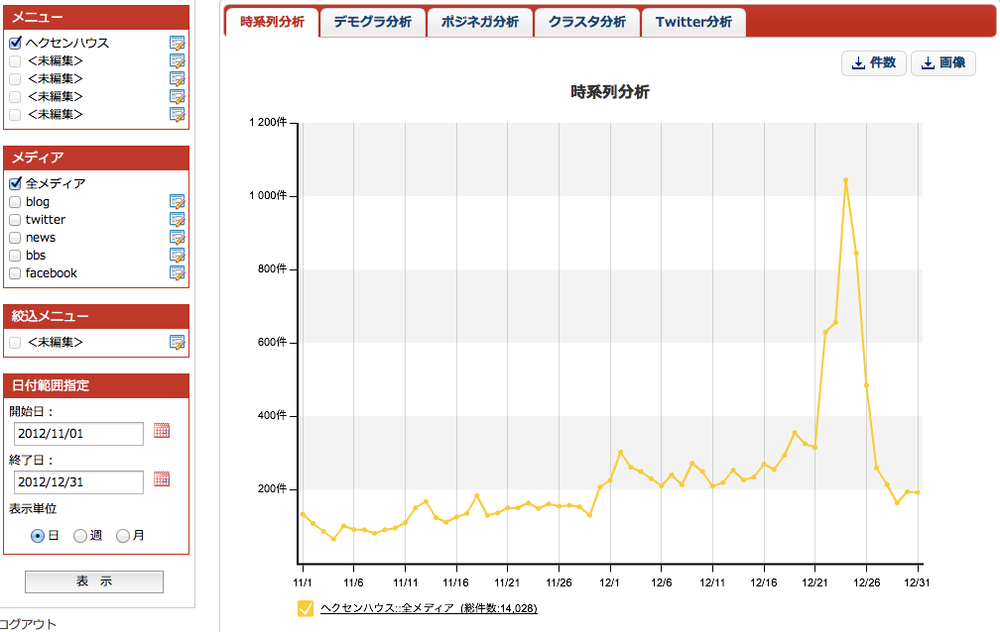 メニュー
ヘクセンハウス
<未編集>
<未編集>
<未編集>
<未編集>
メディア
全メディア
blog
twitter
news
bbs
facebook
絞込メニュー
<未編集>
日付範囲指定
開始日：
2012/11/01
終了日：
2012/12/31
表示単位
日 週 月
表 示
ログアウト
時系列分析 デモグラ分析 ポジネガ分析 クラスタ分析 Twitter分析
件数 画像
時系列分析
1 200件
1 000件
800件
600件
400件
200件
11/1 11/6 11/11 11/16 11/21 11/26 12/1 12/6 12/11 12/16 12/21 12/26 12/31
ヘクセンハウス::全メディア (総件数:14,028)